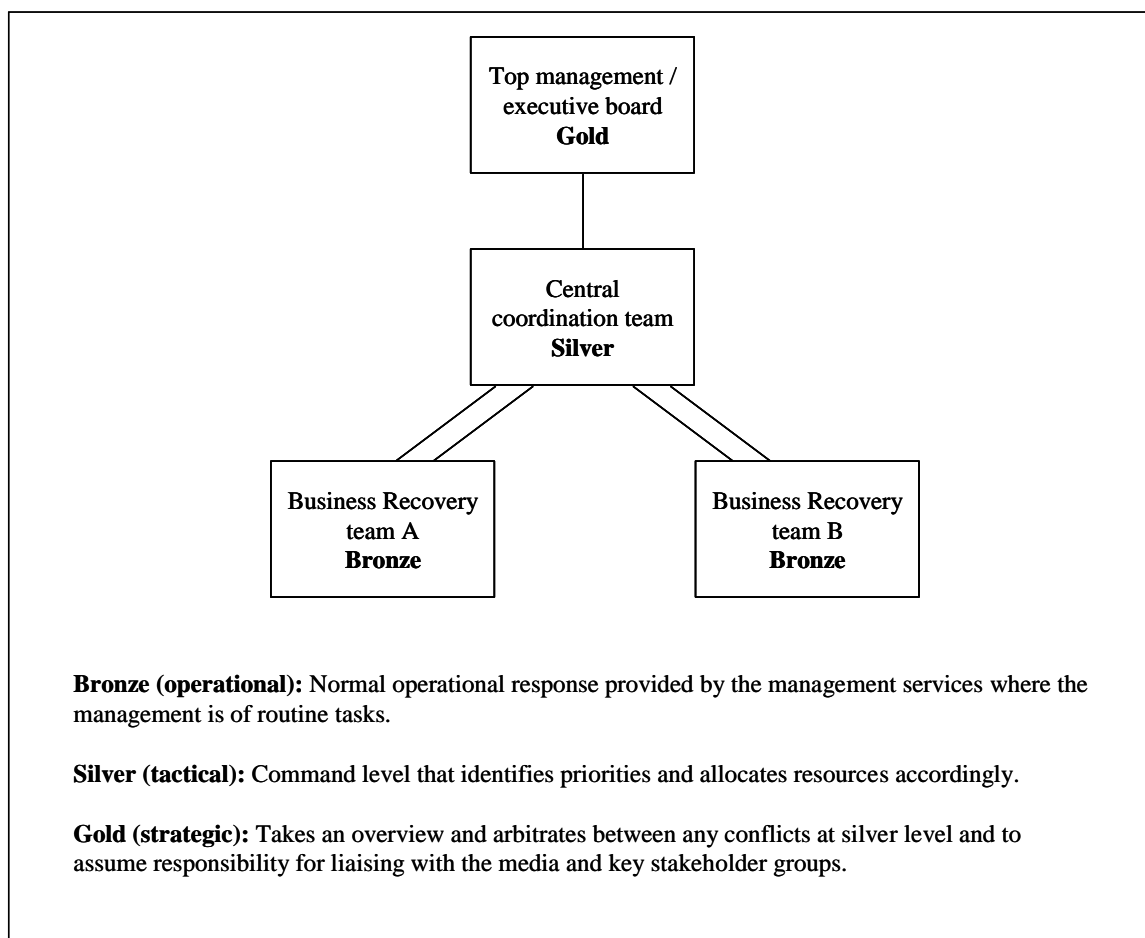 Top management /
executive board
Gold
Central
coordination team
Silver
Business Recovery
team A
Bronze
Business Recovery
team B
Bronze
Bronze (operational): Normal operational response provided by the management services where the
management is of routine tasks.
Silver (tactical): Command level that identifies priorities and allocates resources accordingly.
Gold (strategic): Takes an overview and arbitrates between any conflicts at silver level and to
assume responsibility for liaising with the media and key stakeholder groups.